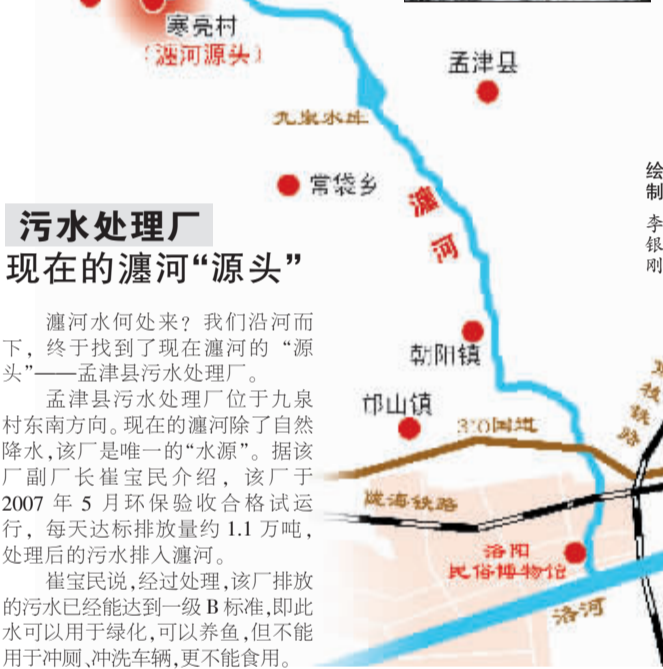 寒亮村
（瀍河源头）
孟津县
九泉水库
常袋乡
瀍河
绘制 李银刚
污水处理厂
现在的瀍河“源头”
瀍河水何处来？我们沿河而
下，终于找到了现在瀍河的“源
头”——孟津县污水处理厂。
孟津县污水处理厂位于九泉
村东南方向。现在的瀍河除了自然
降水，该厂是唯一的“水源”。据该
厂副厂长崔宝民介绍，该厂于
2007 年 5 月环保验收合格试运
行，每天达标排放量约 1.1 万吨，
处理后的污水排入瀍河。
崔宝民说，经过处理，该厂排放
的污水已经能达到一级 B 标准，即此
水可以用于绿化，可以养鱼，但不能
用于冲厕、冲洗车辆，更不能食用。
朝阳镇
邙山镇
310国道
枝铁路
陇海铁路
洛阳
民俗博物馆
洛河